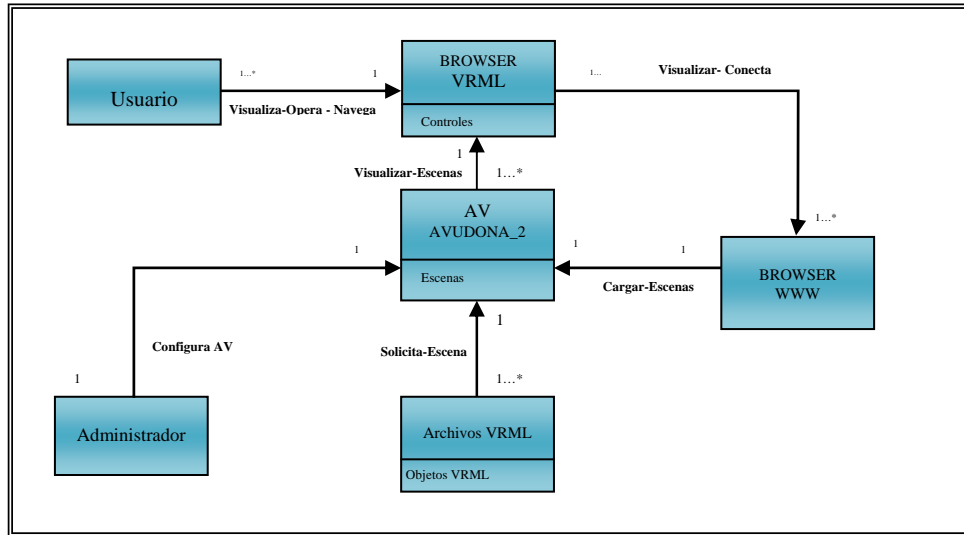 BROWSER
VRML
Controles
Usuario
1…*
1
Visualiza-Opera - Navega
1…
Visualizar- Conecta
1…*
1
1…*
Visualizar-Escenas
AV
AVUDONA_2
Escenas
1
1
1
Cargar-Escenas
BROWSER
WWW
Configura AV
1
Administrador
1
Solicita-Escena
1…*
Archivos VRML
Objetos VRML